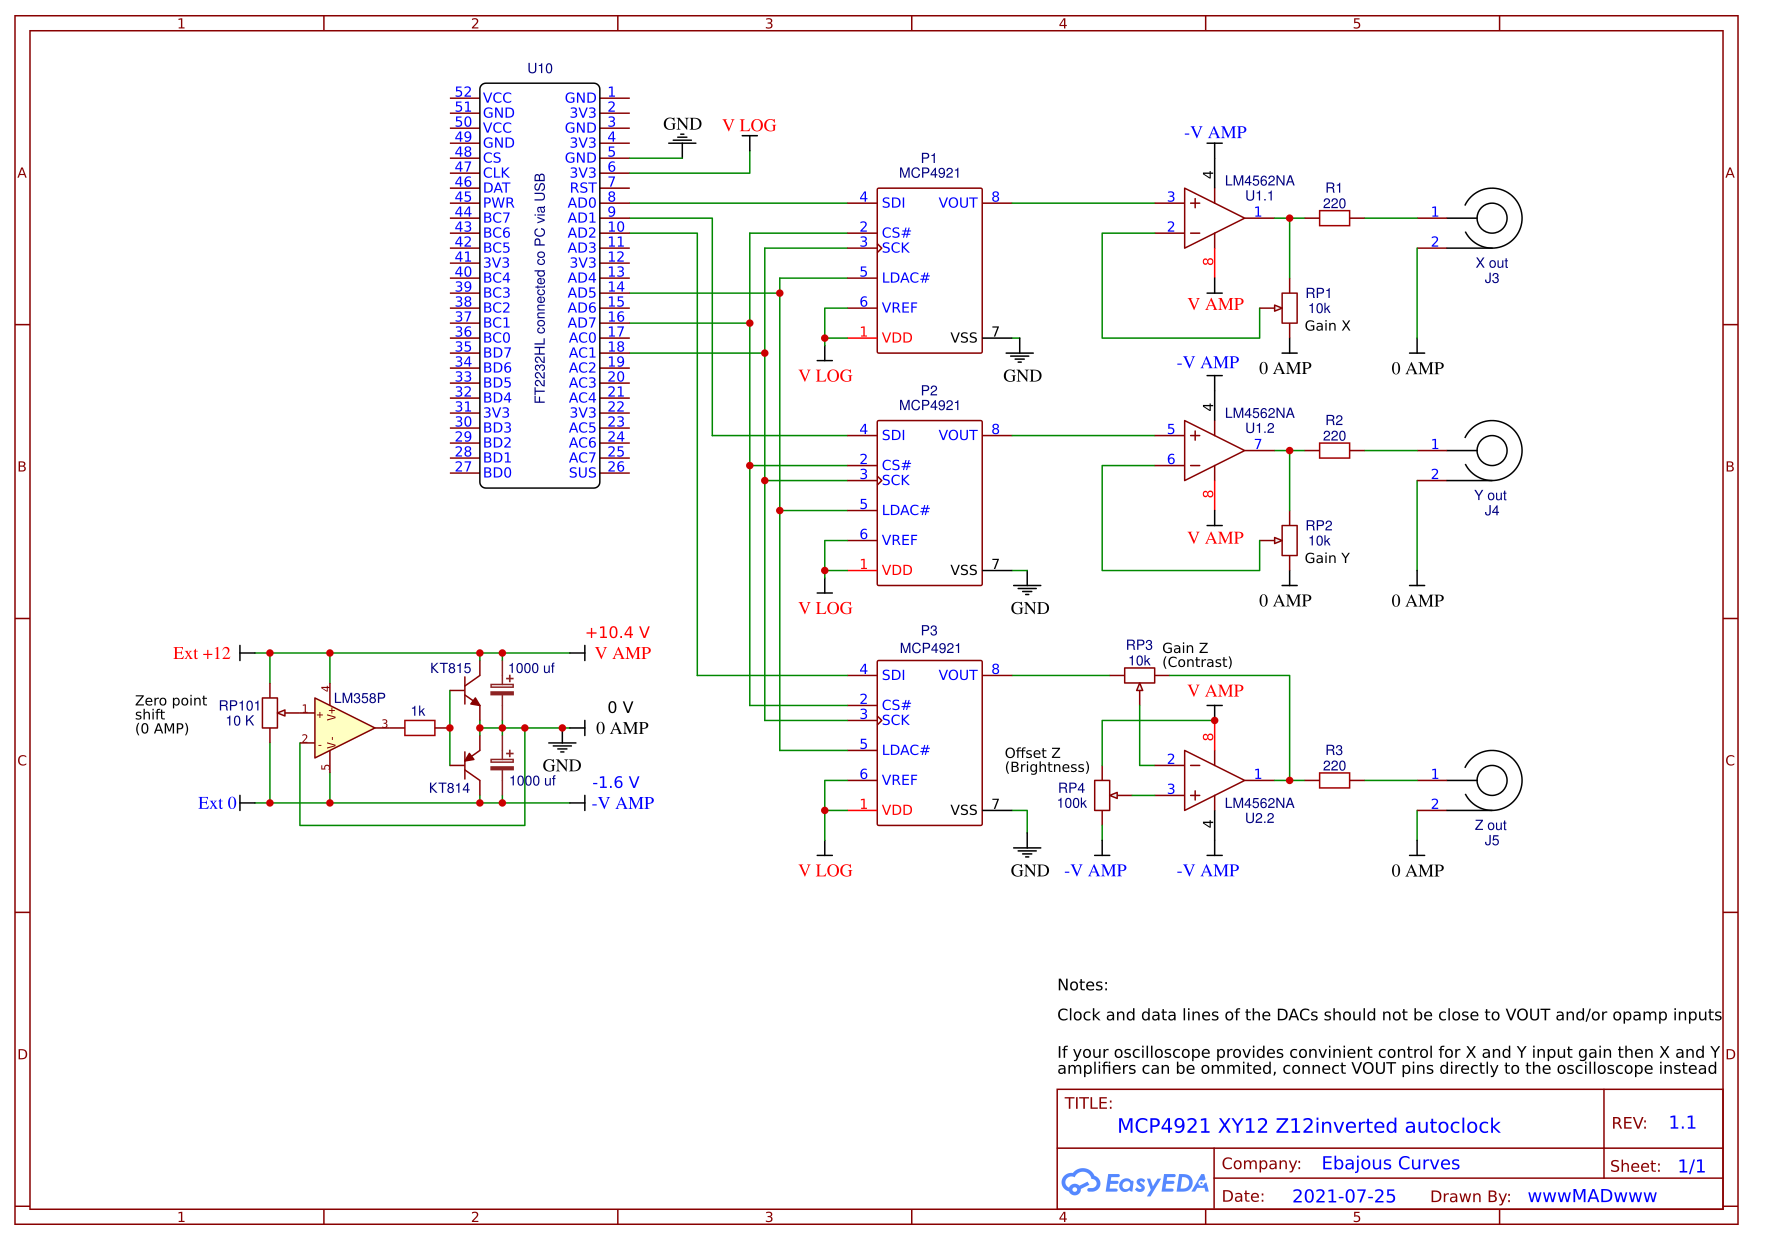 1 2 3 4 5
A
B
C
D
A
B
C
D
1 2 3 4 5
U10
FT2232HL connected co PC via USB
52 VCC GND 1
51 GND 3V3 2
50 VCC GND 3
49 GND 3V3 4
48 CS GND 5
47 CLK 3V3 6
46 DAT RST 7
45 PWR AD0 8
44 BC7 AD1 9
43 BC6 AD2 10
42 BC5 AD3 11
41 3V3 3V3 12
40 BC4 AD4 13
39 BC3 AD5 14
38 BC2 AD6 15
37 BC1 AD7 16
36 BC0 AC0 17
35 BD7 AC1 18
34 BD6 AC2 19
33 BD5 AC3 20
32 BD4 AC4 21
31 3V3 3V3 22
30 BD3 AC5 23
29 BD2 AC6 24
28 BD1 AC7 25
27 BD0 SUS 26
GND
V LOG
P1
MCP4921
4 SDI VOUT 8
2 CS#
3 SCK
5 LDAC#
6 VREF
1 VDD VSS 7
V LOG
GND
-V AMP
4
LM4562NA
U1.1
3 +
2 −
1
8
V AMP
R1
220
RP1
10k
Gain X
0 AMP
1
2
X out
J3
0 AMP
P2
MCP4921
4 SDI VOUT 8
2 CS#
3 SCK
5 LDAC#
6 VREF
1 VDD VSS 7
V LOG
GND
-V AMP
4
LM4562NA
U1.2
5 +
6 −
7
8
V AMP
R2
220
RP2
10k
Gain Y
0 AMP
1
2
Y out
J4
0 AMP
P3
MCP4921
4 SDI VOUT 8
2 CS#
3 SCK
5 LDAC#
6 VREF
1 VDD VSS 7
V LOG
GND
RP3
10k
Gain Z
(Contrast)
V AMP
8
Offset Z
(Brightness)
RP4
100k
-V AMP
2 −
3 +
1
4
LM4562NA
U2.2
-V AMP
R3
220
1
2
Z out
J5
0 AMP
Ext +12
Zero point
shift
(0 AMP)
RP101
10 K
LM358P
1 +
2 -
3
4 V+
5 V-
1k
KT815
KT814
1000 uf
+
1000 uf
+
+10.4 V
V AMP
0 V
0 AMP
GND
-1.6 V
-V AMP
Ext 0
Notes:
Clock and data lines of the DACs should not be close to VOUT and/or opamp inputs
If your oscilloscope provides convinient control for X and Y input gain then X and Y
amplifiers can be ommited, connect VOUT pins directly to the oscilloscope instead
TITLE:
MCP4921 XY12 Z12inverted autoclock
REV: 1.1
EasyEDA
Company: Ebajous Curves
Sheet: 1/1
Date: 2021-07-25
Drawn By: wwwMADwww